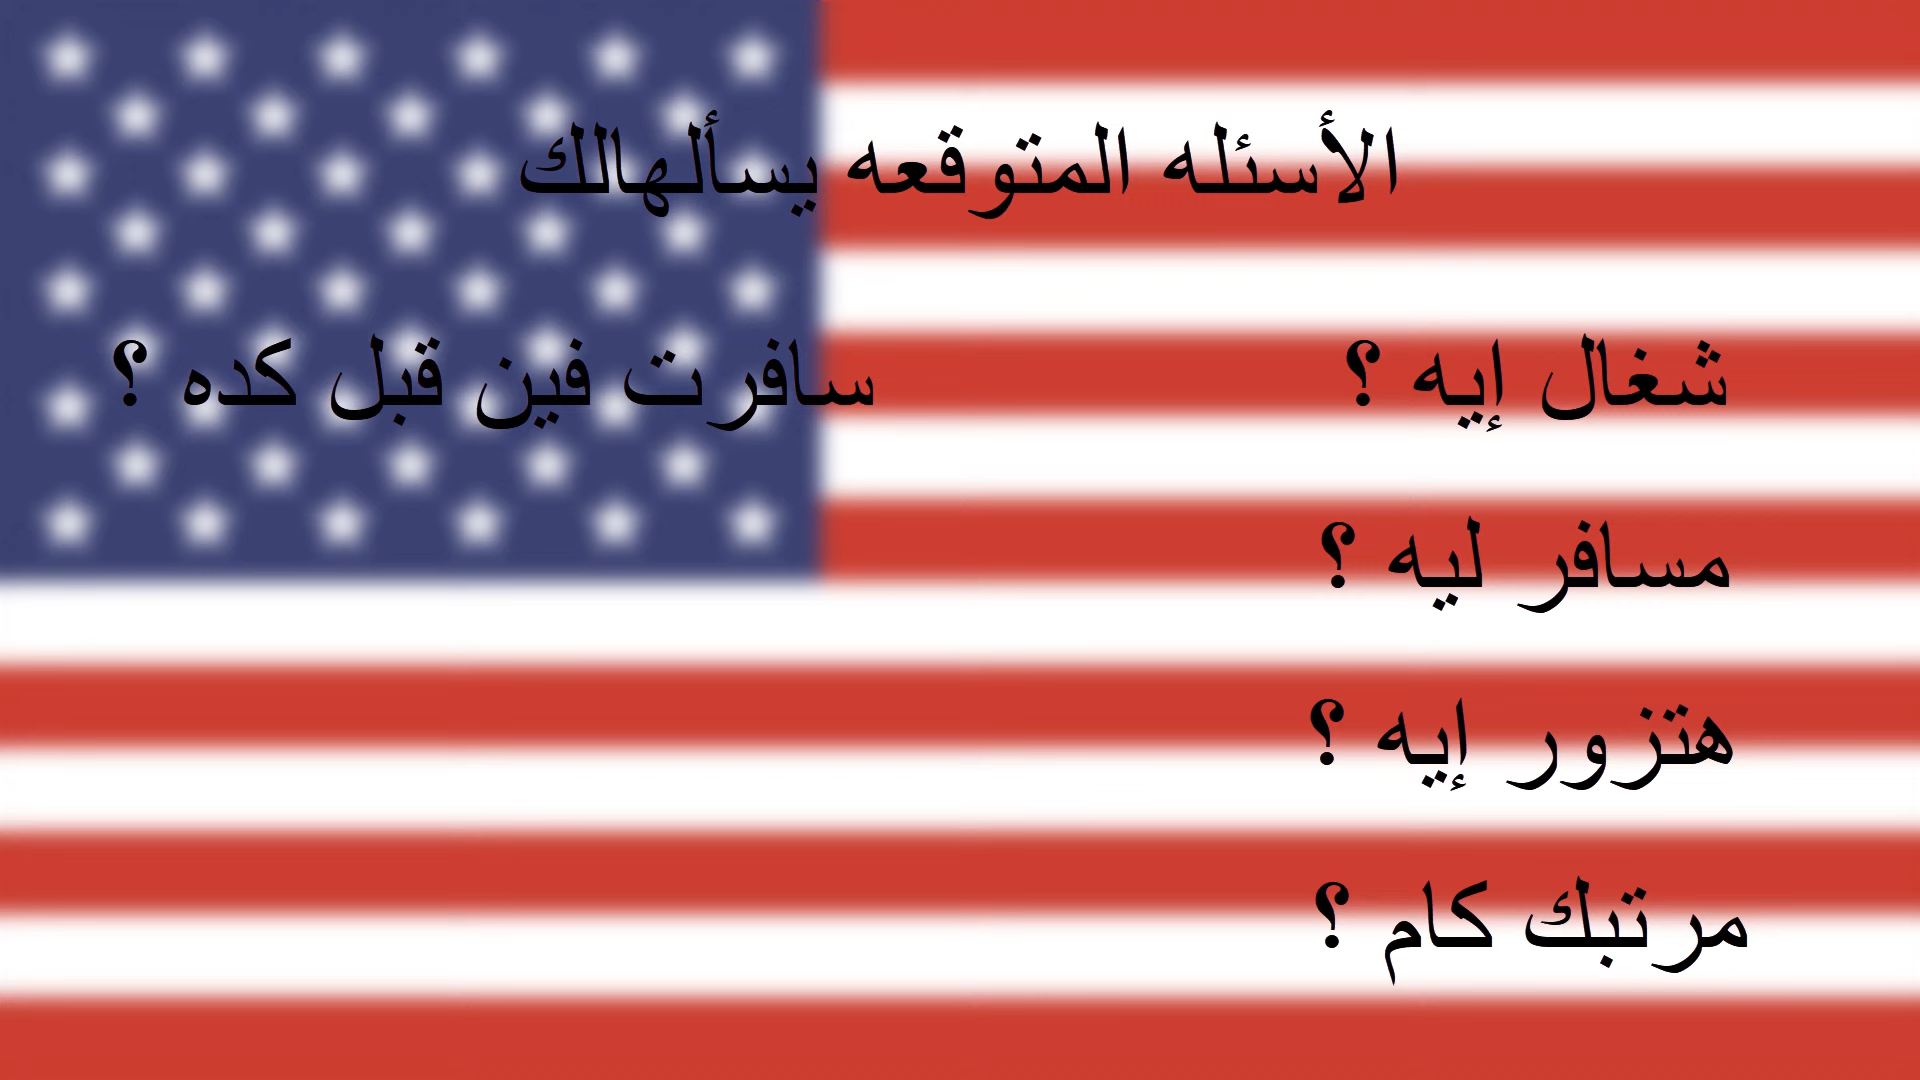 الأسئله المتوقعه يسألهالك
شغال إيه ؟
سافرت فين قبل كده ؟
مسافر ليه ؟
هتزور إيه ؟
مرتبك كام ؟